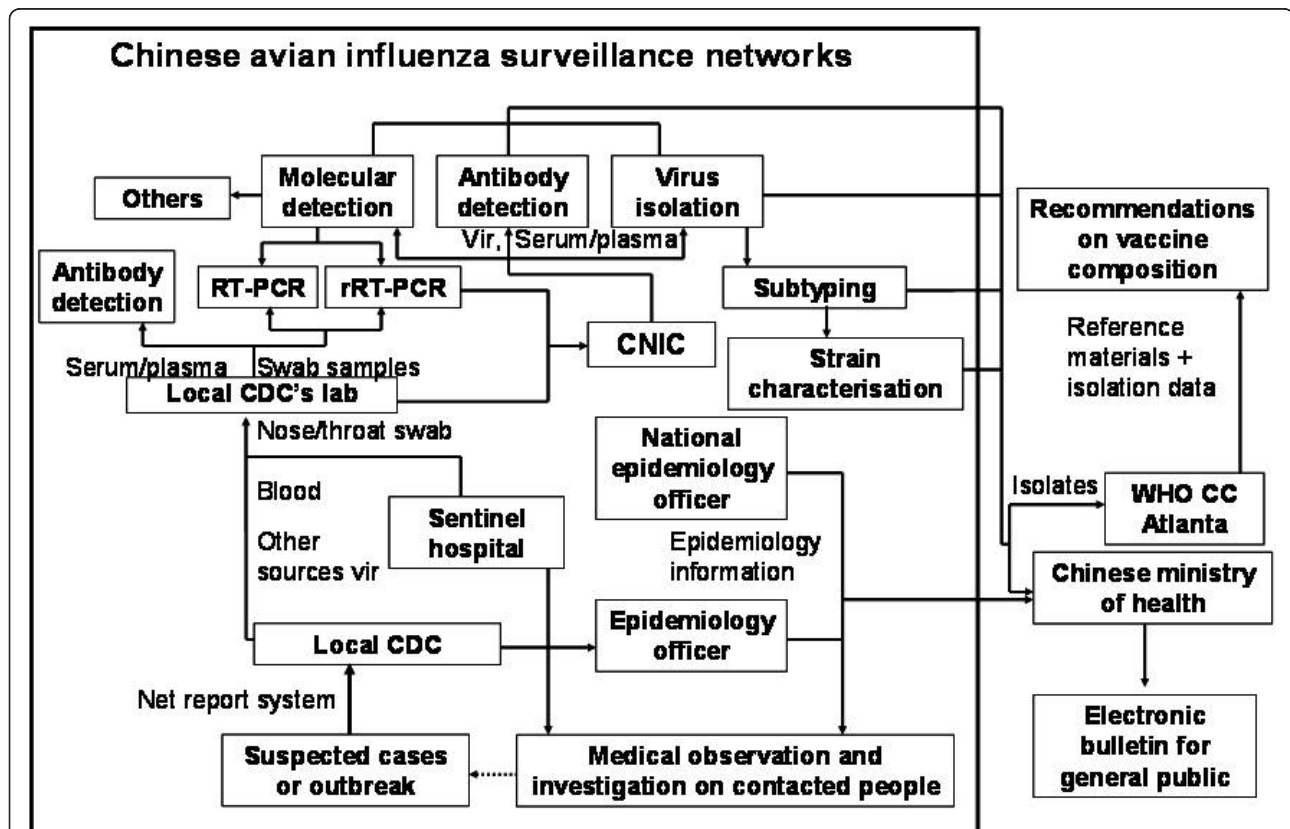 Chinese avian influenza surveillance networks
Others
Molecular
detection
Antibody
detection
Virus
isolation
Vir, Serum/plasma
Recommendations
on vaccine
composition
Antibody
detection
RT-PCR
rRT-PCR
Subtyping
CNIC
Strain
characterisation
Reference
materials +
isolation data
Serum/plasma
Swab samples
Local CDC's lab
Nose/throat swab
Blood
Other
sources vir
Sentinel
hospital
National
epidemiology
officer
Epidemiology
information
Isolates
WHO CC
Atlanta
Chinese ministry
of health
Local CDC
Epidemiology
officer
Net report system
Suspected cases
or outbreak
Medical observation and
investigation on contacted people
Electronic
bulletin for
general public